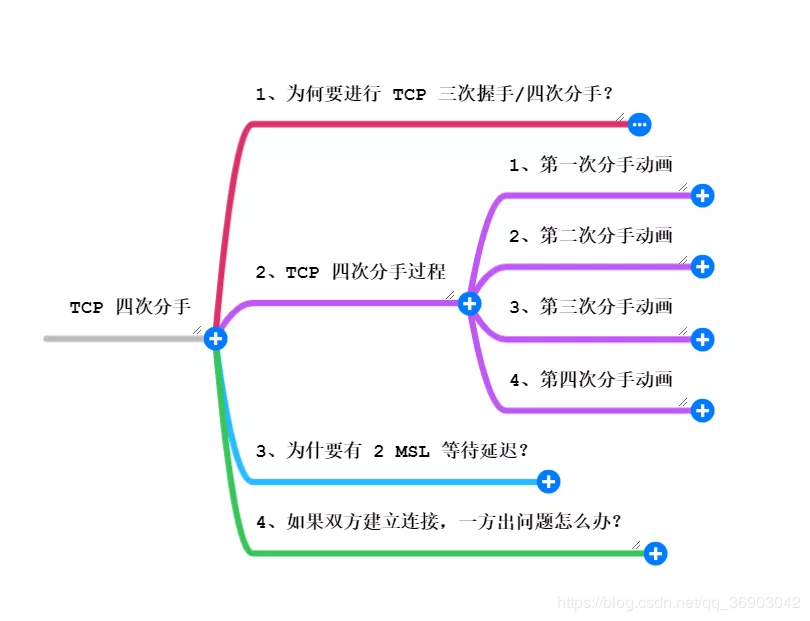 1、为何要进行 TCP 三次握手/四次分手?
1、第一次分手动画
2、第二次分手动画
2、TCP 四次分手过程
TCP 四次分手
3、第三次分手动画
4、第四次分手动画
3、为什要有 2 MSL 等待延迟?
4、如果双方建立连接，一方出问题怎么办?
https://blog.csdn.net/qq_36903042